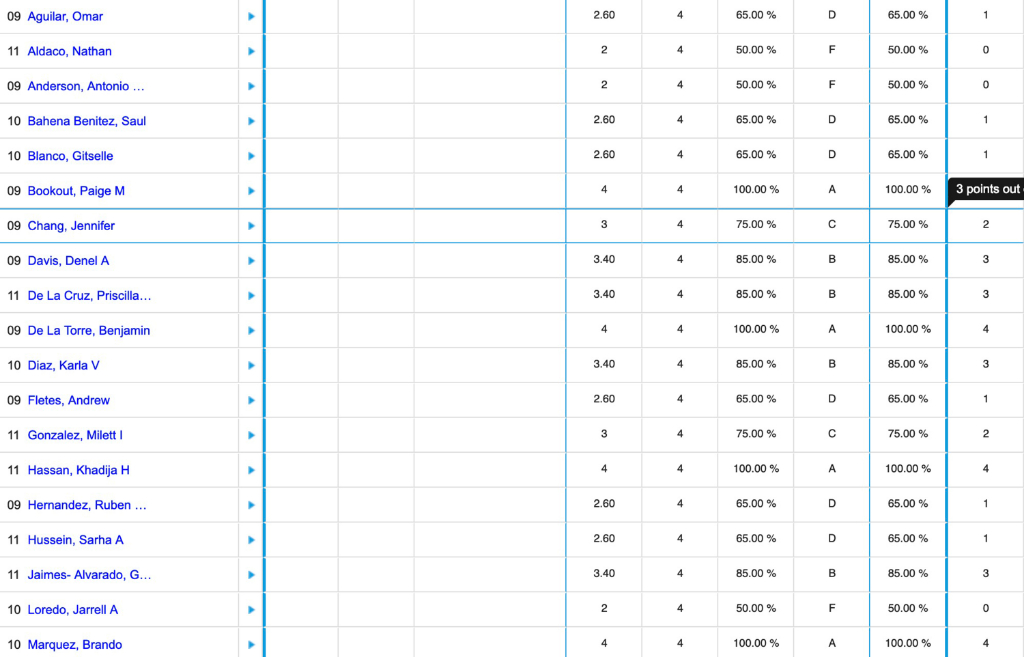 09 Aguilar, Omar 2.60 4 65.00 % D 65.00 % 1
11 Aldaco, Nathan 2 4 50.00 % F 50.00 % 0
09 Anderson, Antonio ... 2 4 50.00 % F 50.00 % 0
10 Bahena Benitez, Saul 2.60 4 65.00 % D 65.00 % 1
10 Blanco, Gitselle 2.60 4 65.00 % D 65.00 % 1
09 Bookout, Paige M 4 4 100.00 % A 100.00 % 3 points out
09 Chang, Jennifer 3 4 75.00 % C 75.00 % 2
09 Davis, Denel A 3.40 4 85.00 % B 85.00 % 3
11 De La Cruz, Priscilla... 3.40 4 85.00 % B 85.00 % 3
09 De La Torre, Benjamin 4 4 100.00 % A 100.00 % 4
10 Diaz, Karla V 3.40 4 85.00 % B 85.00 % 3
09 Fletes, Andrew 2.60 4 65.00 % D 65.00 % 1
11 Gonzalez, Milett I 3 4 75.00 % C 75.00 % 2
11 Hassan, Khadija H 4 4 100.00 % A 100.00 % 4
09 Hernandez, Ruben ... 2.60 4 65.00 % D 65.00 % 1
11 Hussein, Sarha A 2.60 4 65.00 % D 65.00 % 1
11 Jaimes- Alvarado, G... 3.40 4 85.00 % B 85.00 % 3
10 Loredo, Jarrell A 2 4 50.00 % F 50.00 % 0
10 Marquez, Brando 4 4 100.00 % A 100.00 % 4